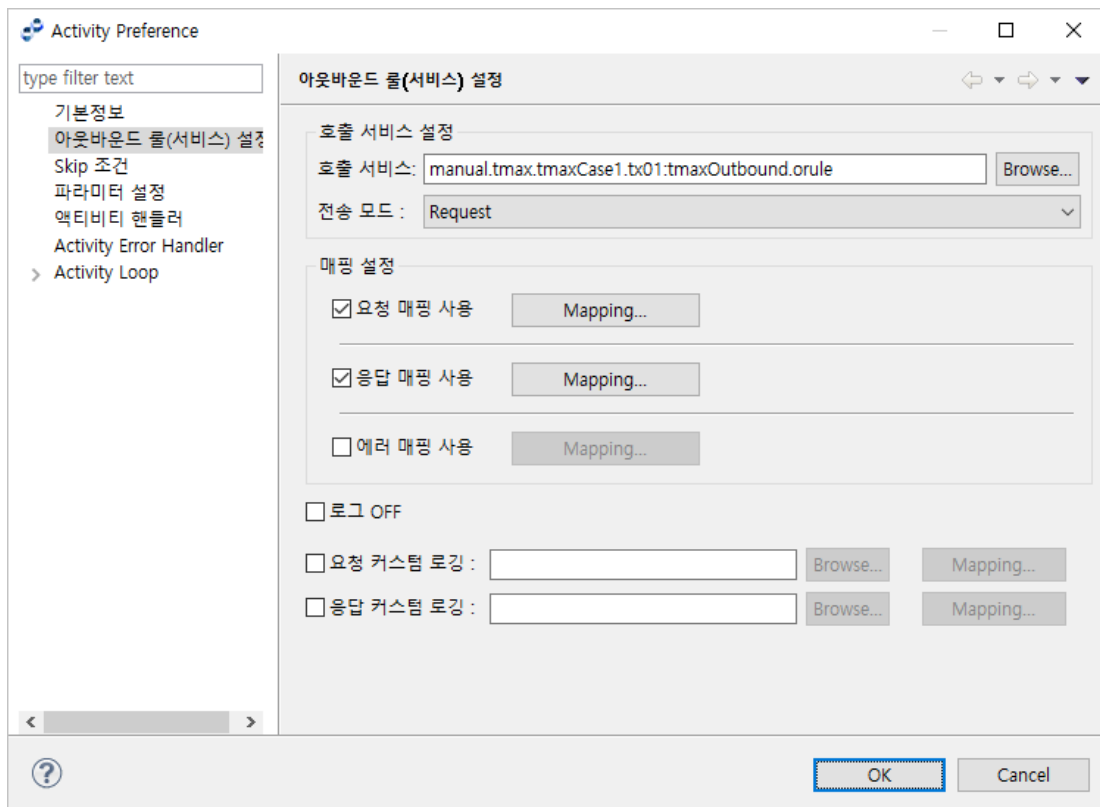 Activity Preference
type filter text
기본정보
아웃바운드 룰(서비스) 설정
Skip 조건
파라미터 설정
액티비티 핸들러
Activity Error Handler
Activity Loop
아웃바운드 룰(서비스) 설정
호출 서비스 설정
호출 서비스: manual.tmax.tmaxCase1.tx01:tmaxOutbound.orule Browse...
전송 모드 : Request
매핑 설정
요청 매핑 사용 Mapping...
응답 매핑 사용 Mapping...
에러 매핑 사용 Mapping...
로그 OFF
요청 커스텀 로깅 : Browse... Mapping...
응답 커스텀 로깅 : Browse... Mapping...
OK Cancel